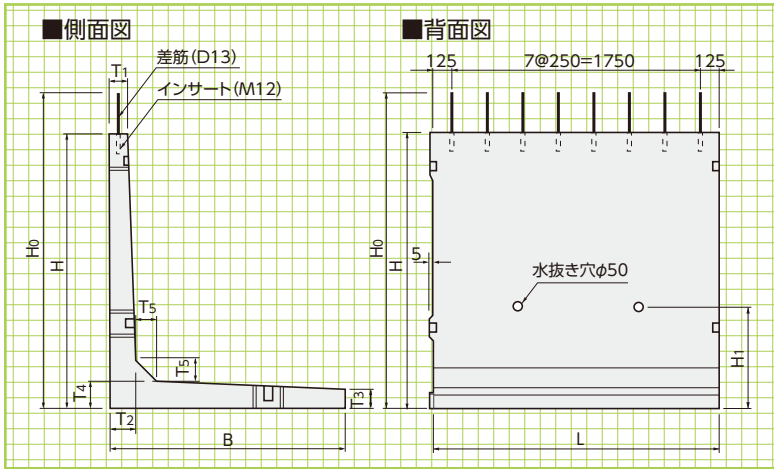 ■側面図
T1
差筋(D13)
インサート(M12)
H0
H
T5
T5
T4
T2
T3
B
■背面図
125
7@250=1750
125
H0
H
5
水抜き穴φ50
H1
L